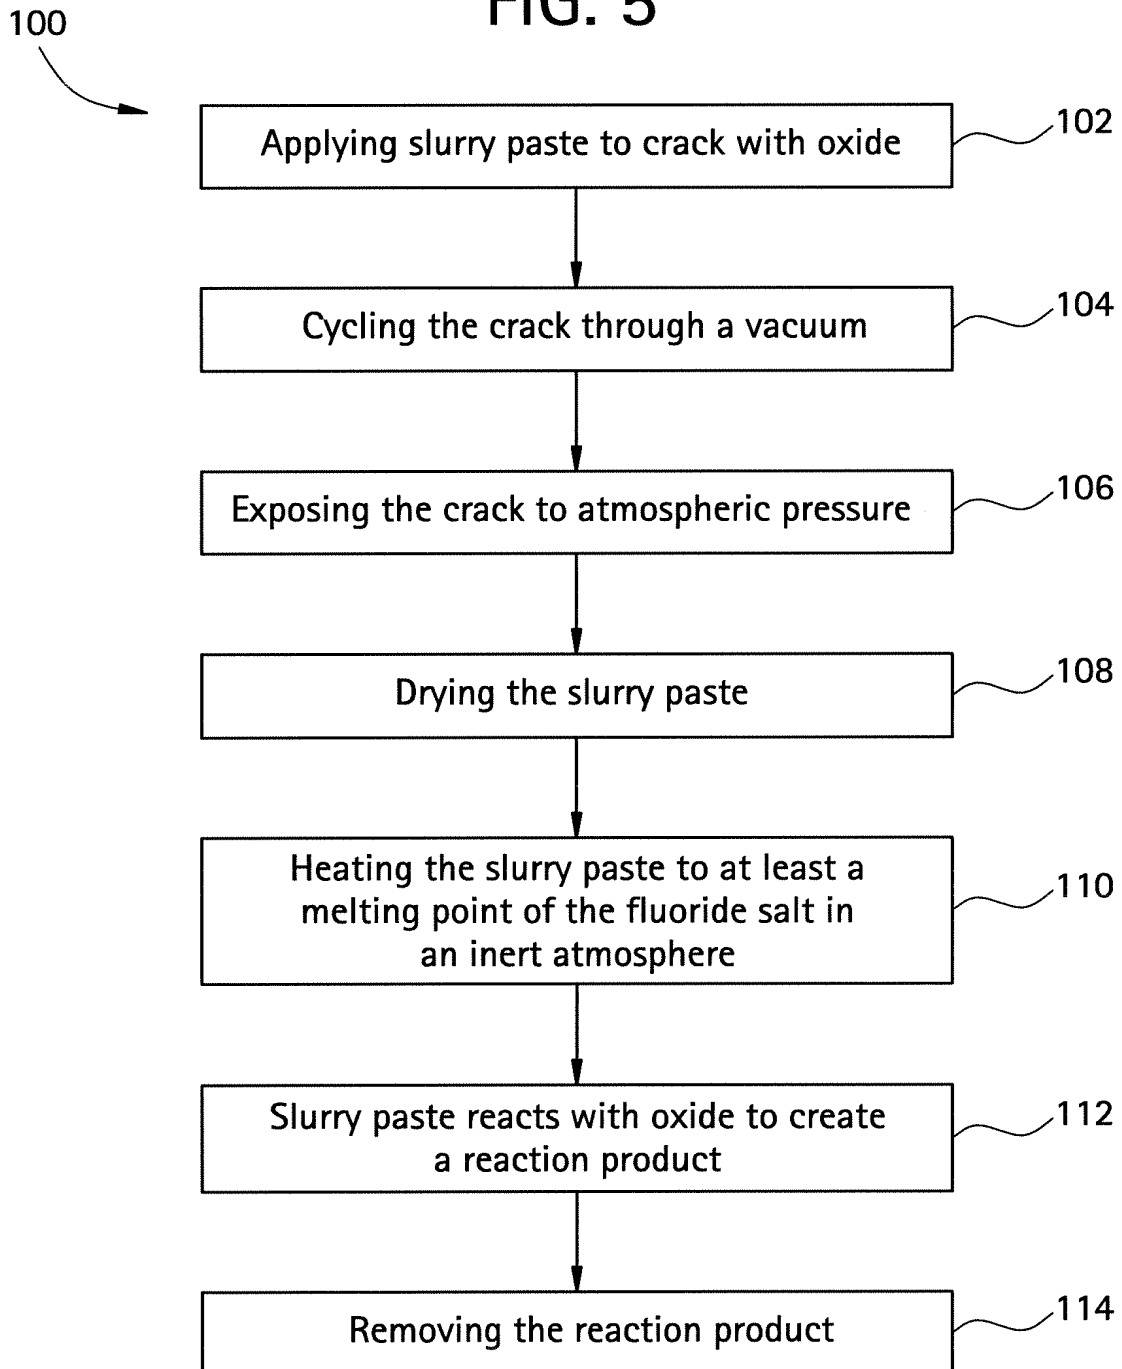 FIG. 5
100
Applying slurry paste to crack with oxide
102
Cycling the crack through a vacuum
104
Exposing the crack to atmospheric pressure
106
Drying the slurry paste
108
Heating the slurry paste to at least a
melting point of the fluoride salt in
an inert atmosphere
110
Slurry paste reacts with oxide to create
a reaction product
112
Removing the reaction product
114